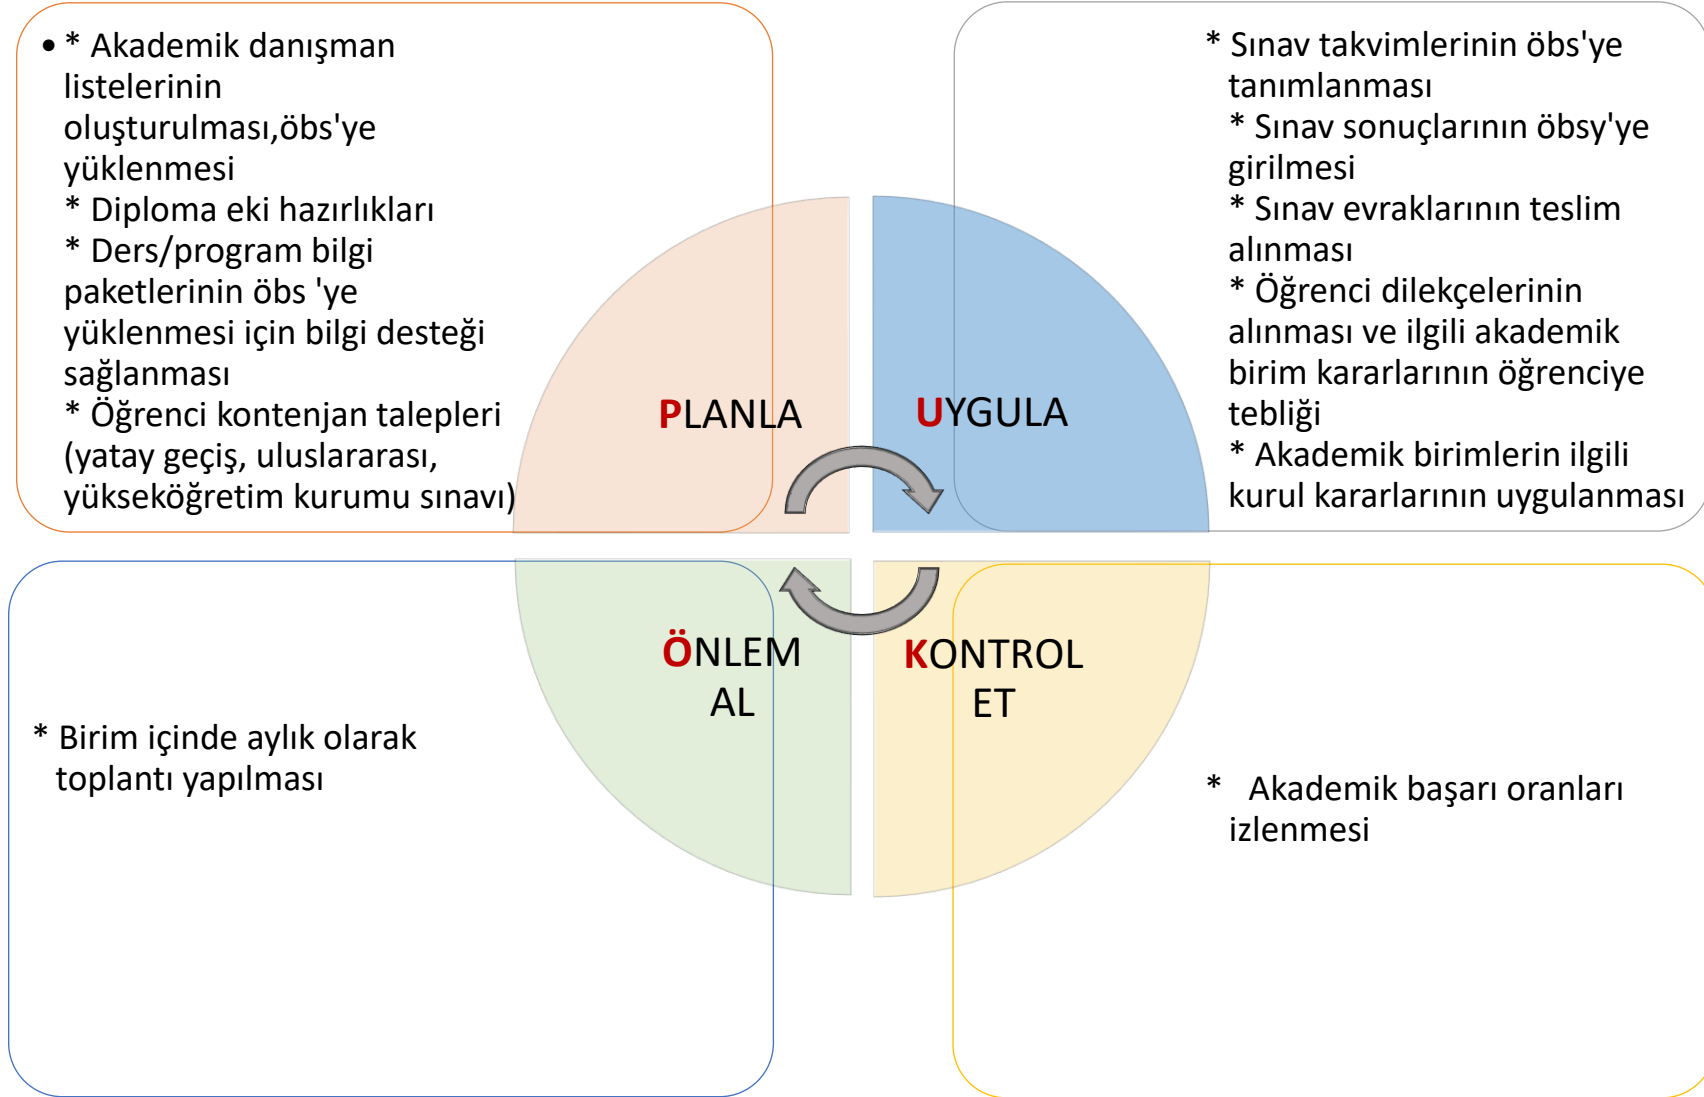 • * Akademik danışman
listelerinin
oluşturulması,öbs'ye
yüklenmesi
* Diploma eki hazırlıkları
* Ders/program bilgi
paketlerinin öbs 'ye
yüklenmesi için bilgi desteği
sağlanması
* Öğrenci kontenjan talepleri
(yatay geçiş, uluslararası,
yükseköğretim kurumu sınavı)
* Sınav takvimlerinin öbs'ye
tanımlanması
* Sınav sonuçlarının öbsy'ye
girilmesi
* Sınav evraklarının teslim
alınması
* Öğrenci dilekçelerinin
alınması ve ilgili akademik
birim kararlarının öğrenciye
tebliği
* Akademik birimlerin ilgili
kurul kararlarının uygulanması
PLANLA
UYGULA
ÖNLEM
AL
KONTROL
ET
* Birim içinde aylık olarak
toplantı yapılması
* Akademik başarı oranları
izlenmesi